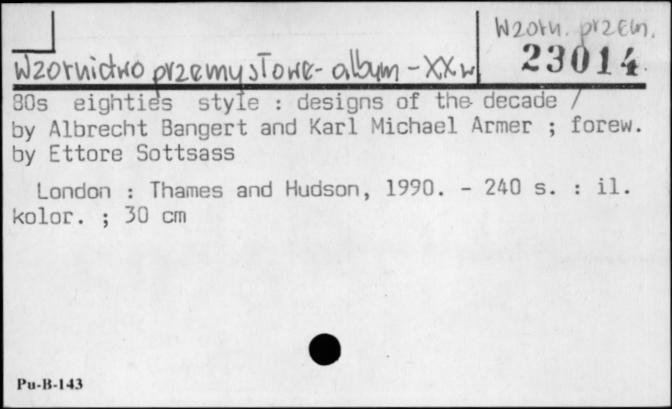 Wzorn. przem.
23014
Wzornictwo przemysłowe - album - XX w
80s eighties style : designs of the decade /
by Albrecht Bangert and Karl Michael Armer ; forew.
by Ettore Sottsass
London : Thames and Hudson, 1990. - 240 s. : il.
kolor. ; 30 cm
Pu-B-143